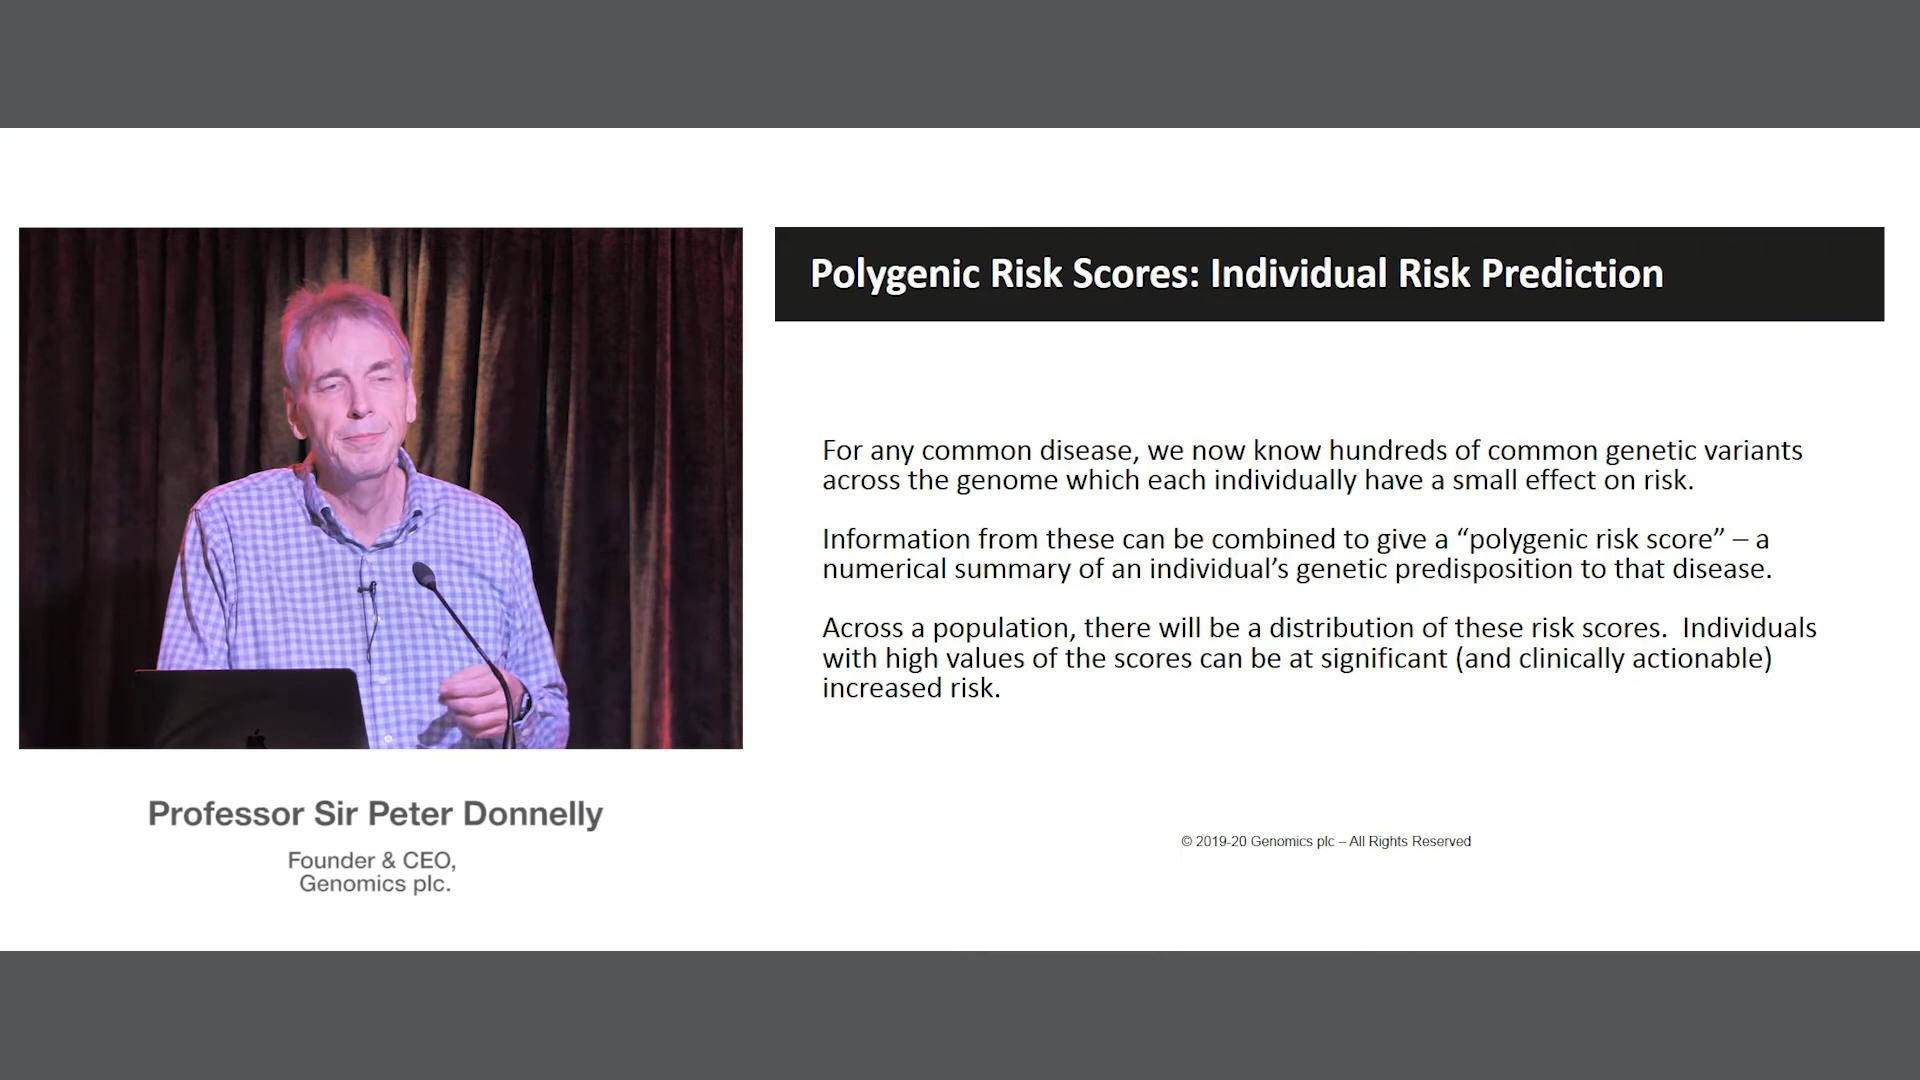 Polygenic Risk Scores: Individual Risk Prediction
For any common disease, we now know hundreds of common genetic variants
across the genome which each individually have a small effect on risk.
Information from these can be combined to give a “polygenic risk score” – a
numerical summary of an individual’s genetic predisposition to that disease.
Across a population, there will be a distribution of these risk scores.  Individuals
with high values of the scores can be at significant (and clinically actionable)
increased risk.
Professor Sir Peter Donnelly
Founder & CEO,
Genomics plc.
© 2019-20 Genomics plc – All Rights Reserved